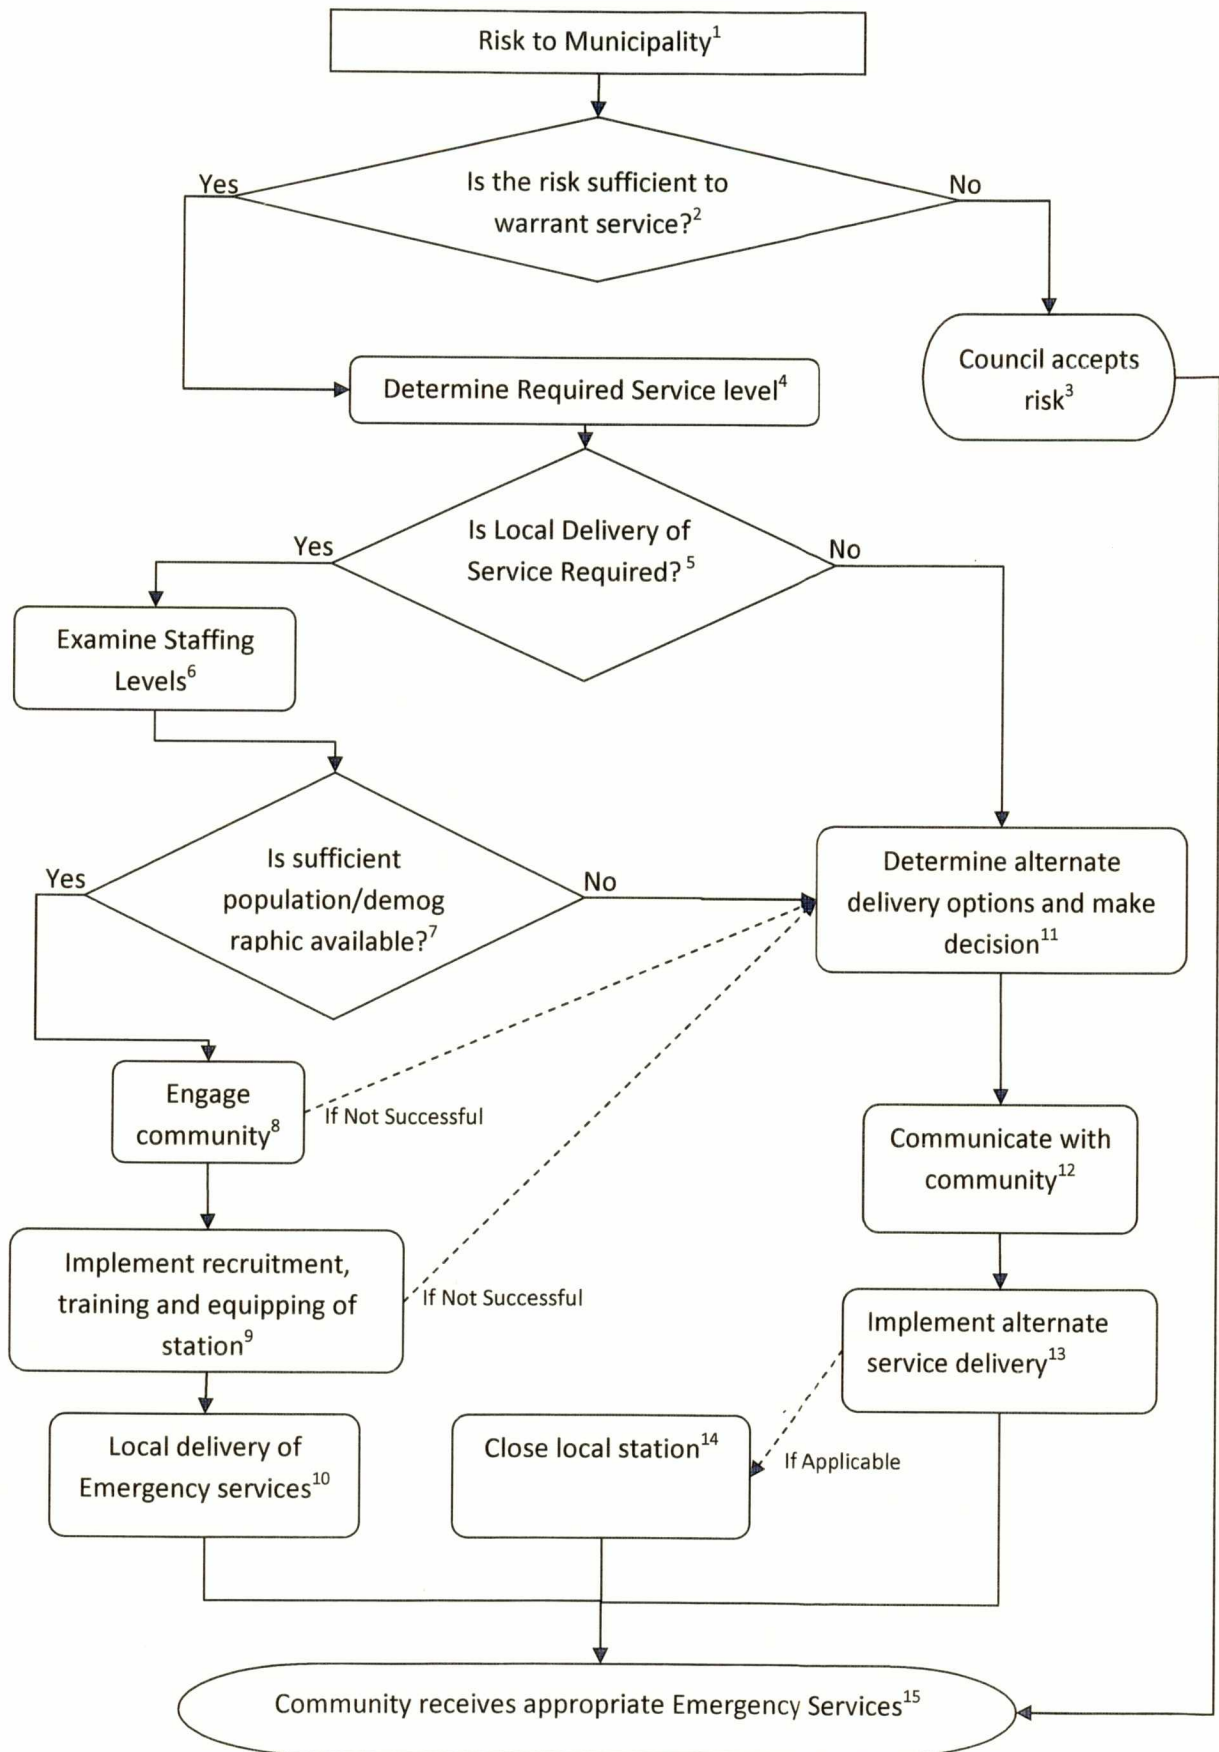 Risk to Municipality1
Is the risk sufficient to
warrant service?2
Yes
No
Council accepts
risk3
Determine Required Service level4
Is Local Delivery of
Service Required? 5
Yes
No
Examine Staffing
Levels6
Is sufficient
population/demog
raphic available?7
Yes
No
Determine alternate
delivery options and make
decision11
Engage
community8
If Not Successful
Communicate with
community12
Implement recruitment,
training and equipping of
station9
If Not Successful
Implement alternate
service delivery13
Local delivery of
Emergency services10
Close local station14
If Applicable
Community receives appropriate Emergency Services15